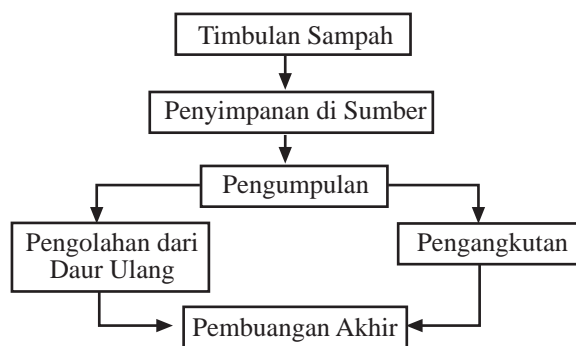 Timbulan Sampah
Penyimpanan di Sumber
Pengumpulan
Pengolahan dari
Daur Ulang
Pengangkutan
Pembuangan Akhir